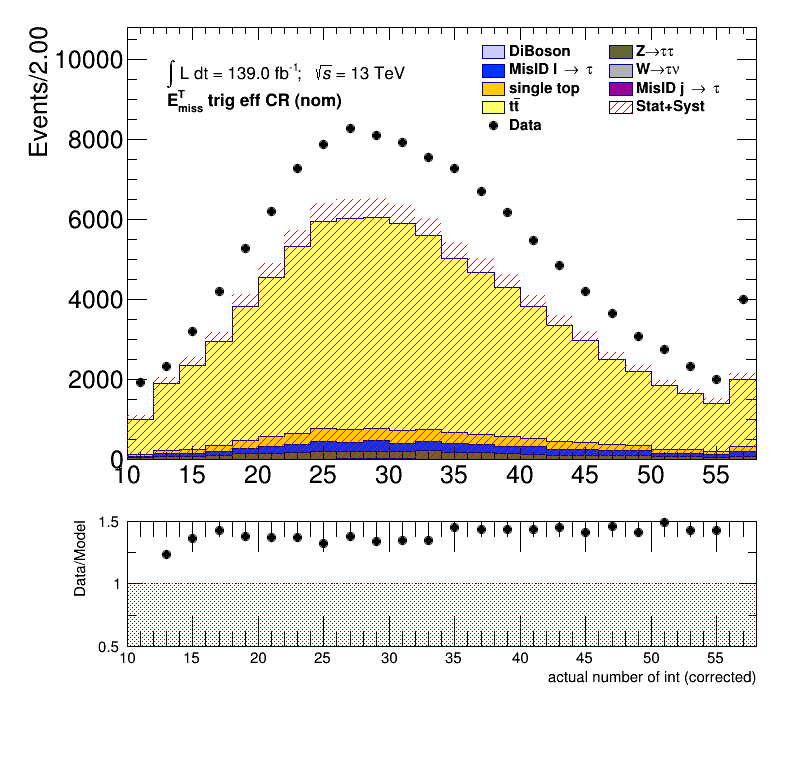 Events/2.00
10000
8000
6000
4000
2000
0
∫ L dt = 139.0 fb⁻¹; √s = 13 TeV
E^T_miss trig eff CR (nom)
DiBoson
Z→ττ
MisID l → τ
W→τν
single top
MisID j → τ
tt̄
Stat+Syst
Data
10 15 20 25 30 35 40 45 50 55
Data/Model
1.5
1
0.5
10 15 20 25 30 35 40 45 50 55
actual number of int (corrected)